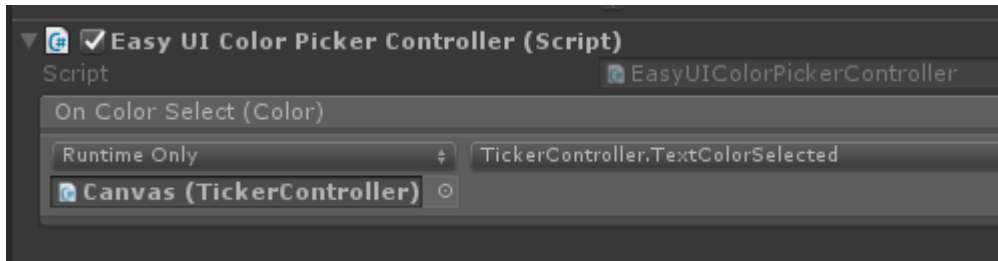 Easy UI Color Picker Controller (Script)
Script EasyUIColorPickerController
On Color Select (Color)
Runtime Only TickerController.TextColorSelected
Canvas (TickerController)